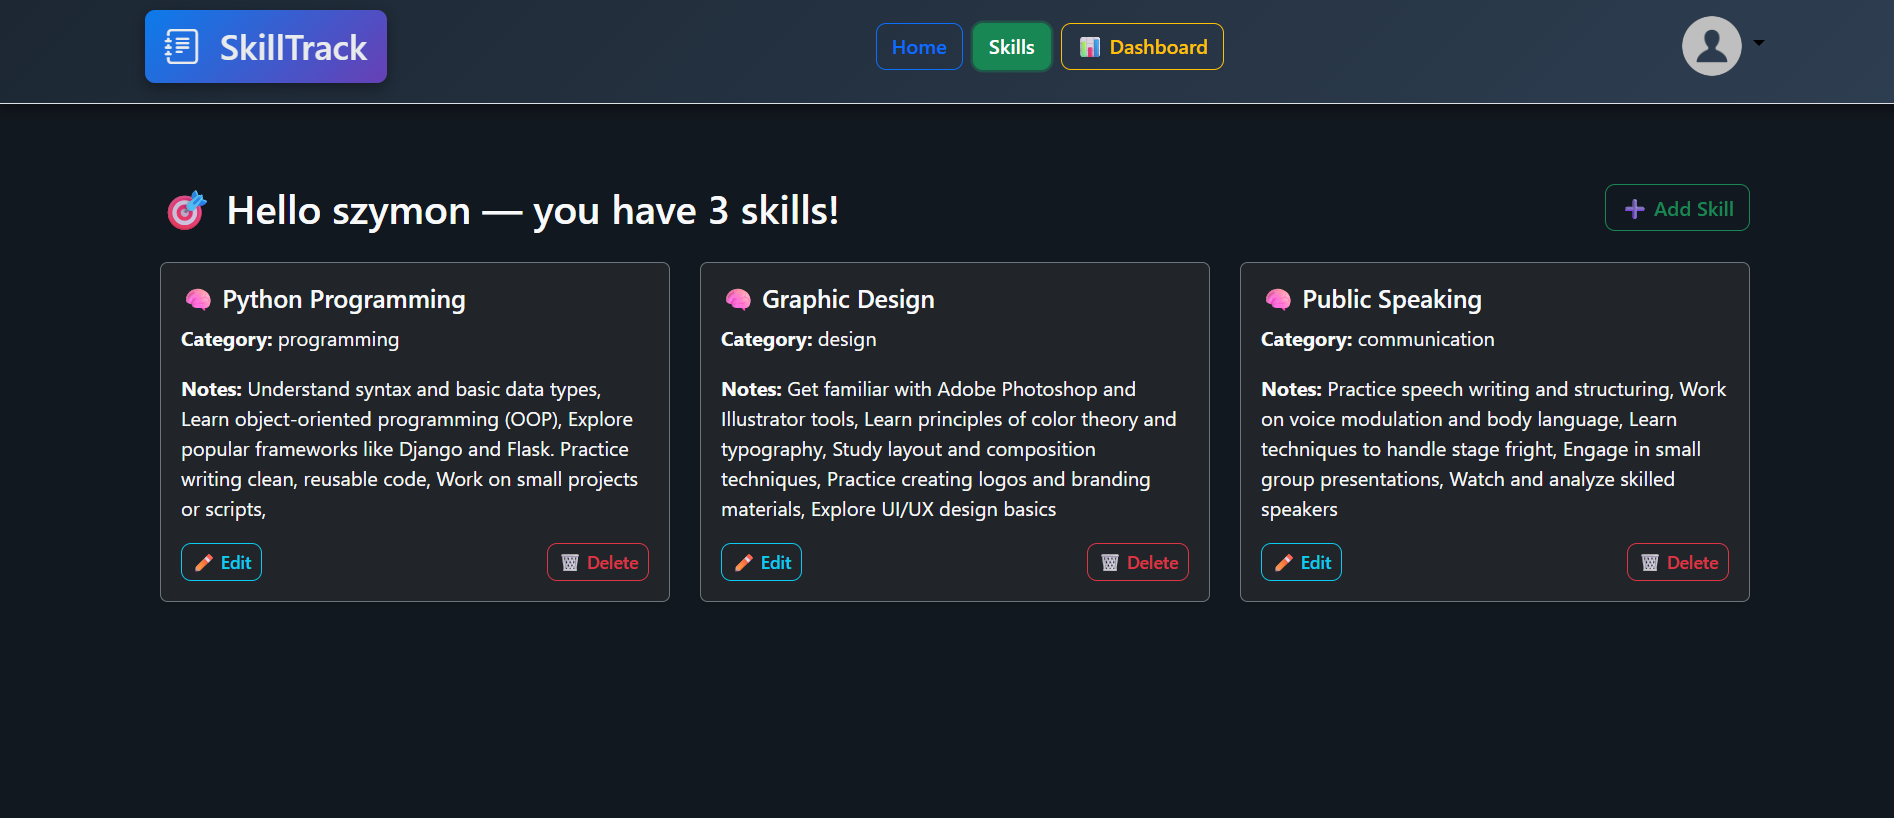 SkillTrack
Home
Skills
Dashboard
Hello szymon — you have 3 skills!
Add Skill
Python Programming
Category: programming
Notes: Understand syntax and basic data types,
Learn object-oriented programming (OOP), Explore
popular frameworks like Django and Flask. Practice
writing clean, reusable code, Work on small projects
or scripts,
Edit
Delete
Graphic Design
Category: design
Notes: Get familiar with Adobe Photoshop and
Illustrator tools, Learn principles of color theory and
typography, Study layout and composition
techniques, Practice creating logos and branding
materials, Explore UI/UX design basics
Edit
Delete
Public Speaking
Category: communication
Notes: Practice speech writing and structuring, Work
on voice modulation and body language, Learn
techniques to handle stage fright, Engage in small
group presentations, Watch and analyze skilled
speakers
Edit
Delete